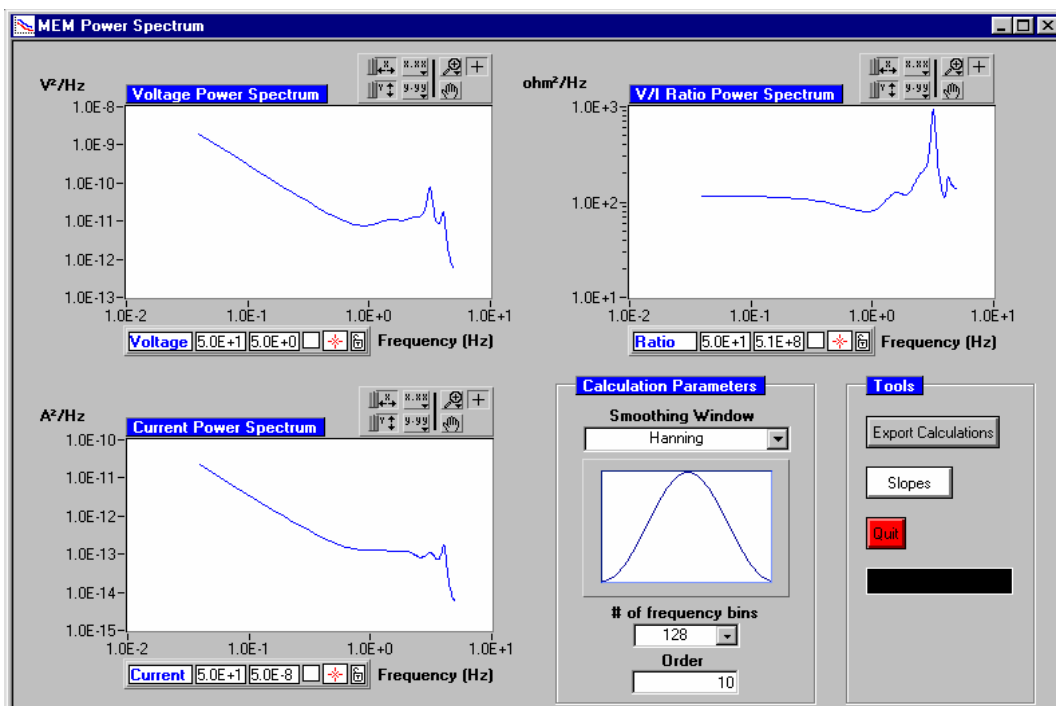 MEM Power Spectrum
V²/Hz
Voltage Power Spectrum
X X.XX
Y Y.YY
1.0E-8
1.0E-9
1.0E-10
1.0E-11
1.0E-12
1.0E-13
1.0E-2 1.0E-1 1.0E+0 1.0E+1
Voltage 5.0E+1 5.0E+0 Frequency (Hz)
ohm²/Hz
V/I Ratio Power Spectrum
X X.XX
Y Y.YY
1.0E+3
1.0E+2
1.0E+1
1.0E-2 1.0E-1 1.0E+0 1.0E+1
Ratio 5.0E+1 5.1E+8 Frequency (Hz)
A²/Hz
Current Power Spectrum
X X.XX
Y Y.YY
1.0E-10
1.0E-11
1.0E-12
1.0E-13
1.0E-14
1.0E-15
1.0E-2 1.0E-1 1.0E+0 1.0E+1
Current 5.0E+1 5.0E-8 Frequency (Hz)
Calculation Parameters
Smoothing Window
Hanning
# of frequency bins
128
Order
10
Tools
Export Calculations
Slopes
Quit